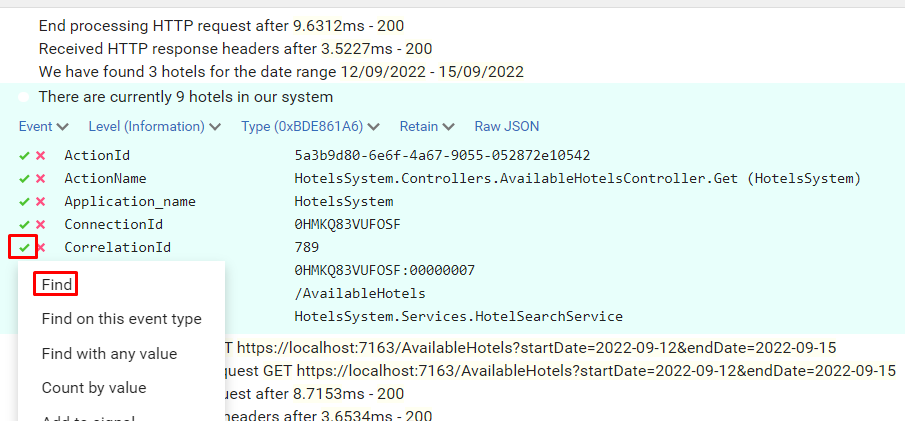 End processing HTTP request after 9.6312ms - 200
Received HTTP response headers after 3.5227ms - 200
We have found 3 hotels for the date range 12/09/2022 - 15/09/2022
There are currently 9 hotels in our system
Event Level (Information) Type (0xBDE861A6) Retain Raw JSON
ActionId 5a3b9d80-6e6f-4a67-9055-052872e10542
ActionName HotelsSystem.Controllers.AvailableHotelsController.Get (HotelsSystem)
Application_name HotelsSystem
ConnectionId 0HMKQ83VUFOSF
CorrelationId 789
0HMKQ83VUFOSF:00000007
Find
/AvailableHotels
Find on this event type HotelsSystem.Services.HotelSearchService
Find with any value T https://localhost:7163/AvailableHotels?startDate=2022-09-12&endDate=2022-09-15
quest GET https://localhost:7163/AvailableHotels?startDate=2022-09-12&endDate=2022-09-15
Count by value uest after 8.7153ms - 200
Add to signal headers after 3.6534ms - 200